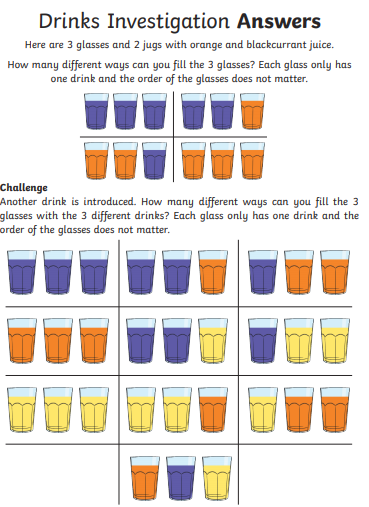 Drinks Investigation Answers
Here are 3 glasses and 2 jugs with orange and blackcurrant juice.
How many different ways can you fill the 3 glasses? Each glass only has
one drink and the order of the glasses does not matter.
Challenge
Another drink is introduced. How many different ways can you fill the 3
glasses with the 3 different drinks? Each glass only has one drink and the
order of the glasses does not matter.